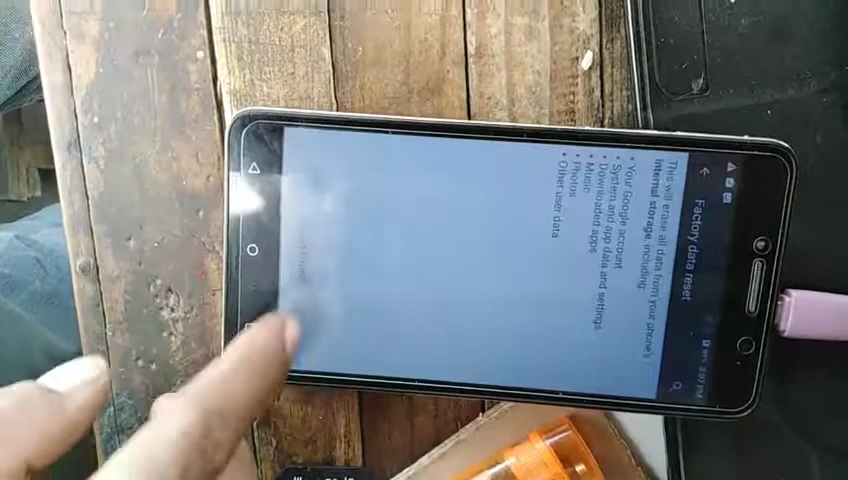 Factory data reset
This will erase all data from your phone's
internal storage, including:
• Your Google account
• System and app data and settings
• Downloaded apps
• Music
• Photos
• Other user data